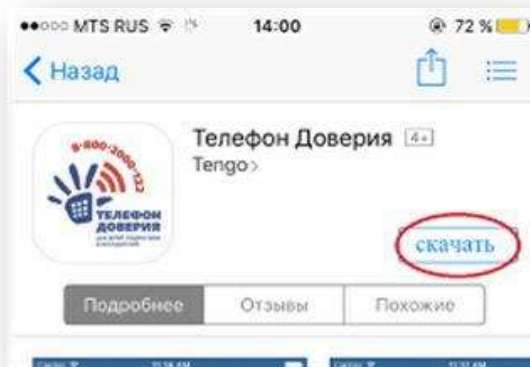 ●●○○○ MTS RUS 14:00 72 %
Назад
Телефон Доверия 4+
Tengo >
8-800-2000-122
ТЕЛЕФОН
ДОВЕРИЯ
скачать
Подробнее Отзывы Похожие